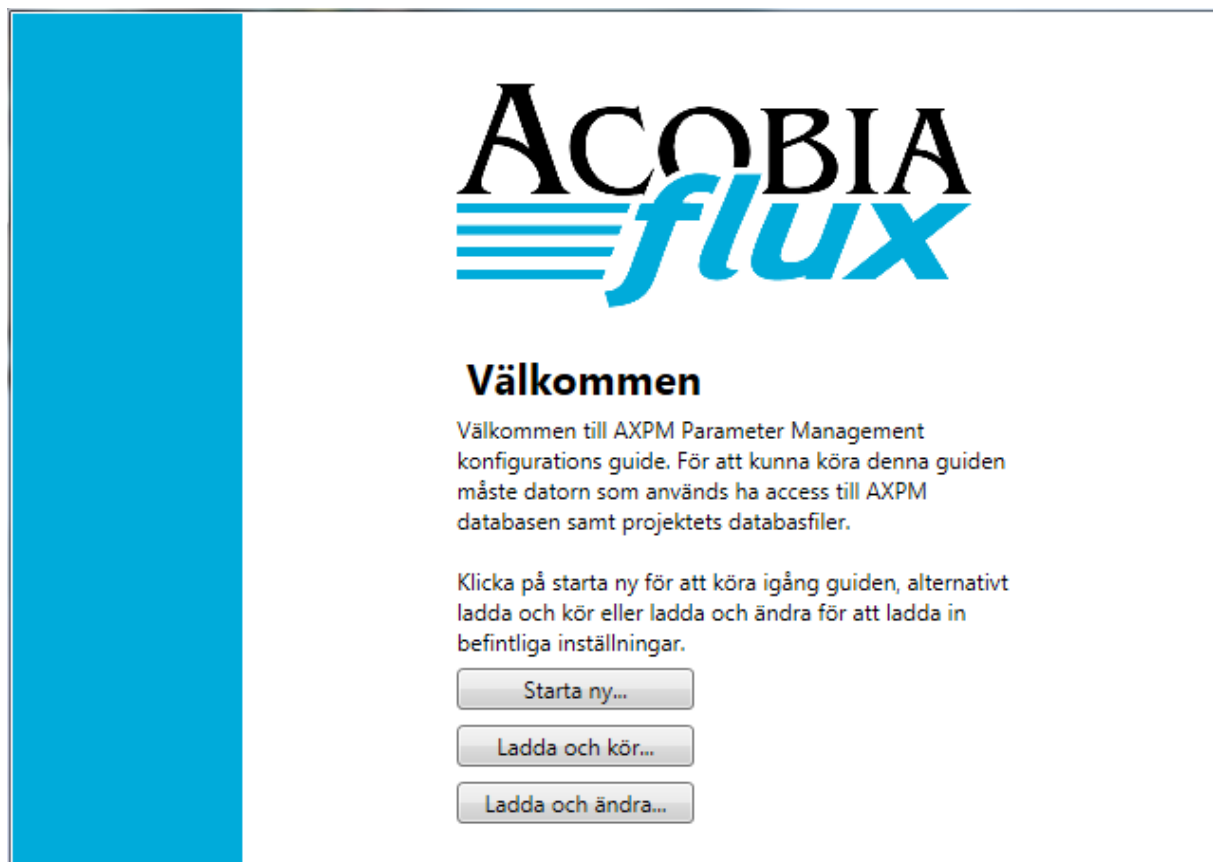 ACOBIA
flux
Välkommen
Välkommen till AXPM Parameter Management
konfigurations guide. För att kunna köra denna guiden
måste datorn som används ha access till AXPM
databasen samt projektets databasfiler.
Klicka på starta ny för att köra igång guiden, alternativt
ladda och kör eller ladda och ändra för att ladda in
befintliga inställningar.
Starta ny...
Ladda och kör...
Ladda och ändra...